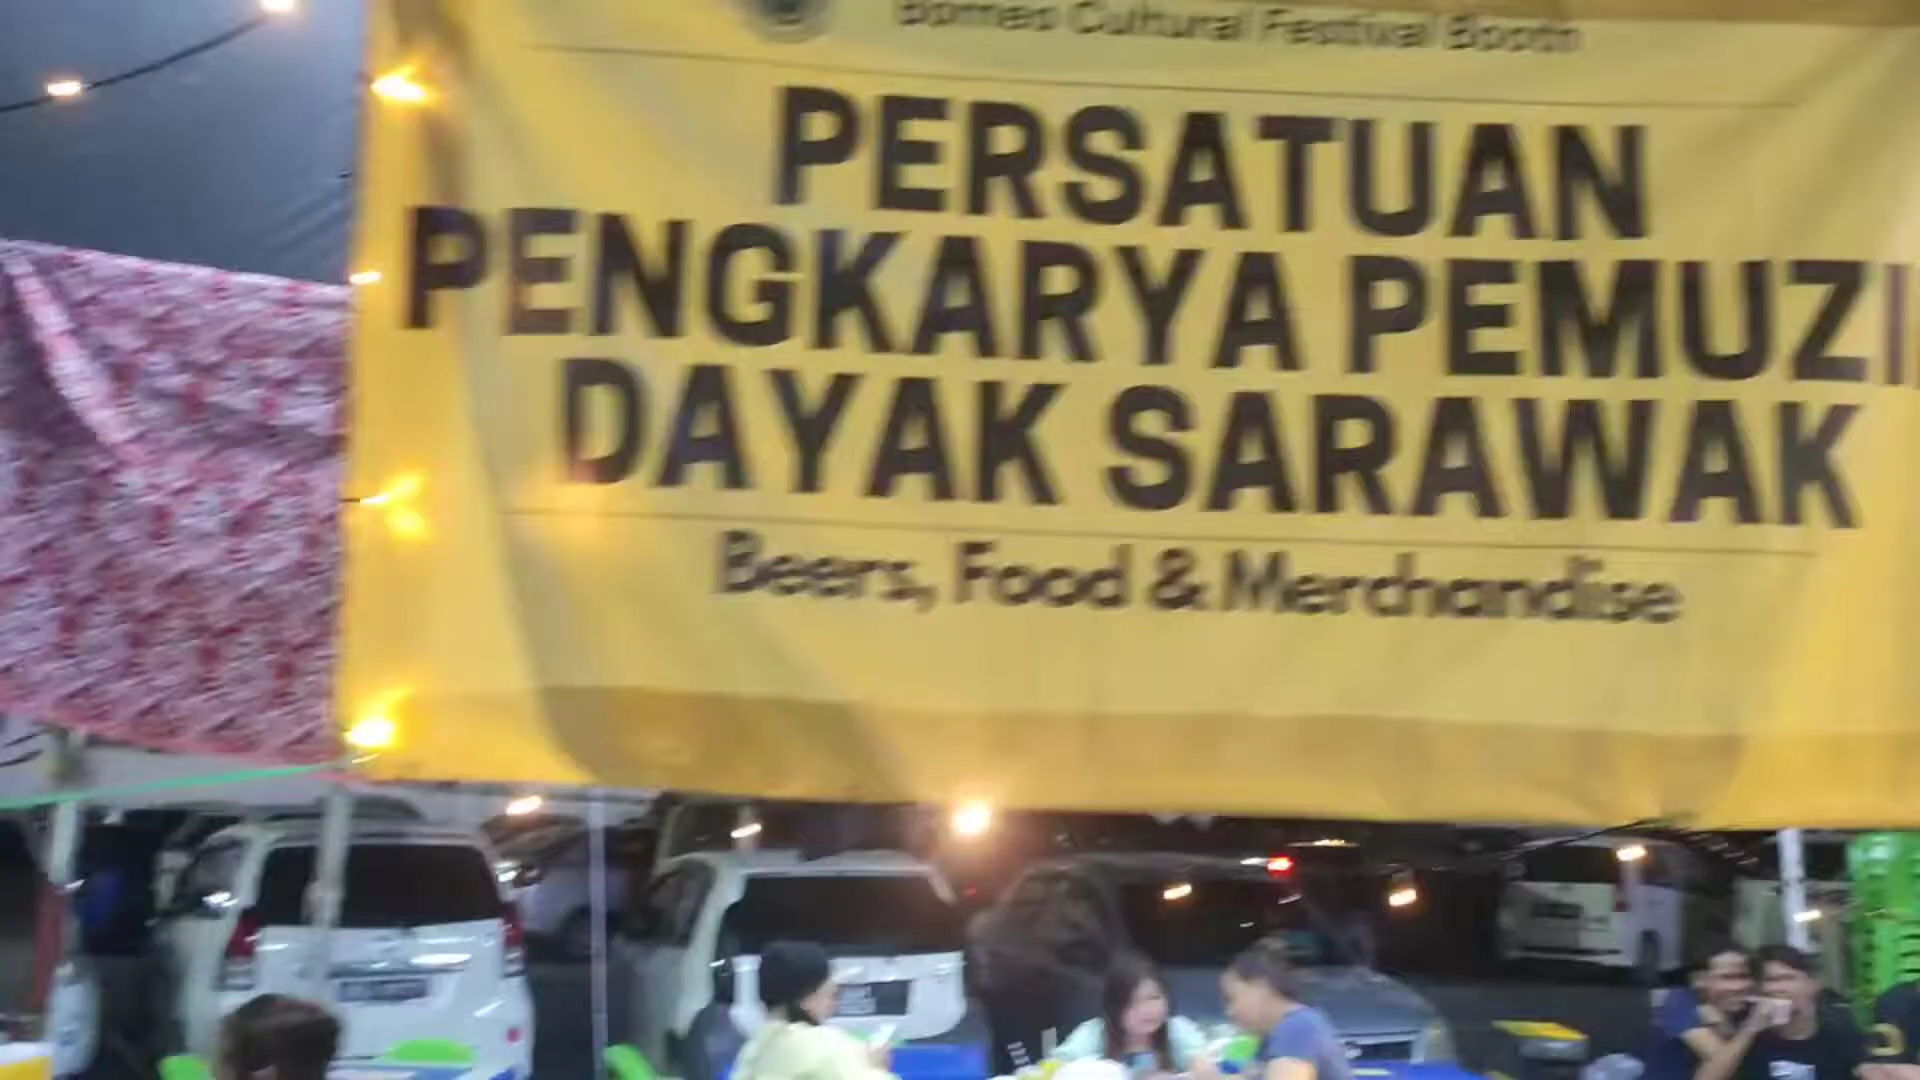 Borneo Cultural Festival Booth
PERSATUAN
PENGKARYA PEMUZI
DAYAK SARAWAK
Beers, Food & Merchandise